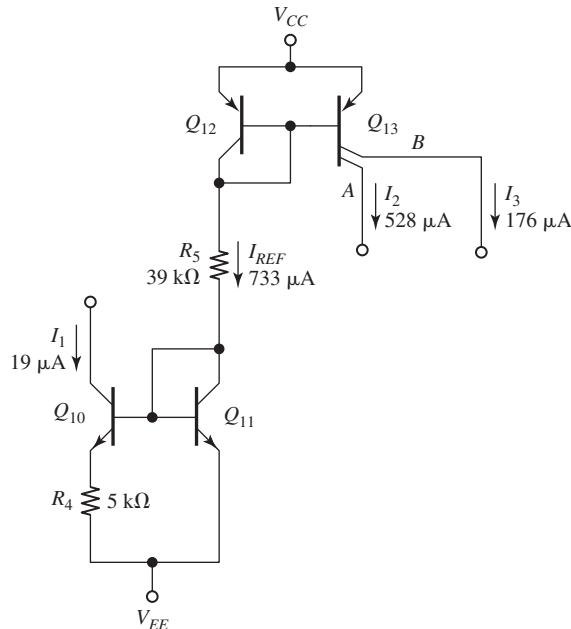 V_CC
Q_12
Q_13
B
A
I_2
528 μA
I_3
176 μA
R_5
39 kΩ
I_REF
733 μA
I_1
19 μA
Q_10
Q_11
R_4
5 kΩ
V_EE